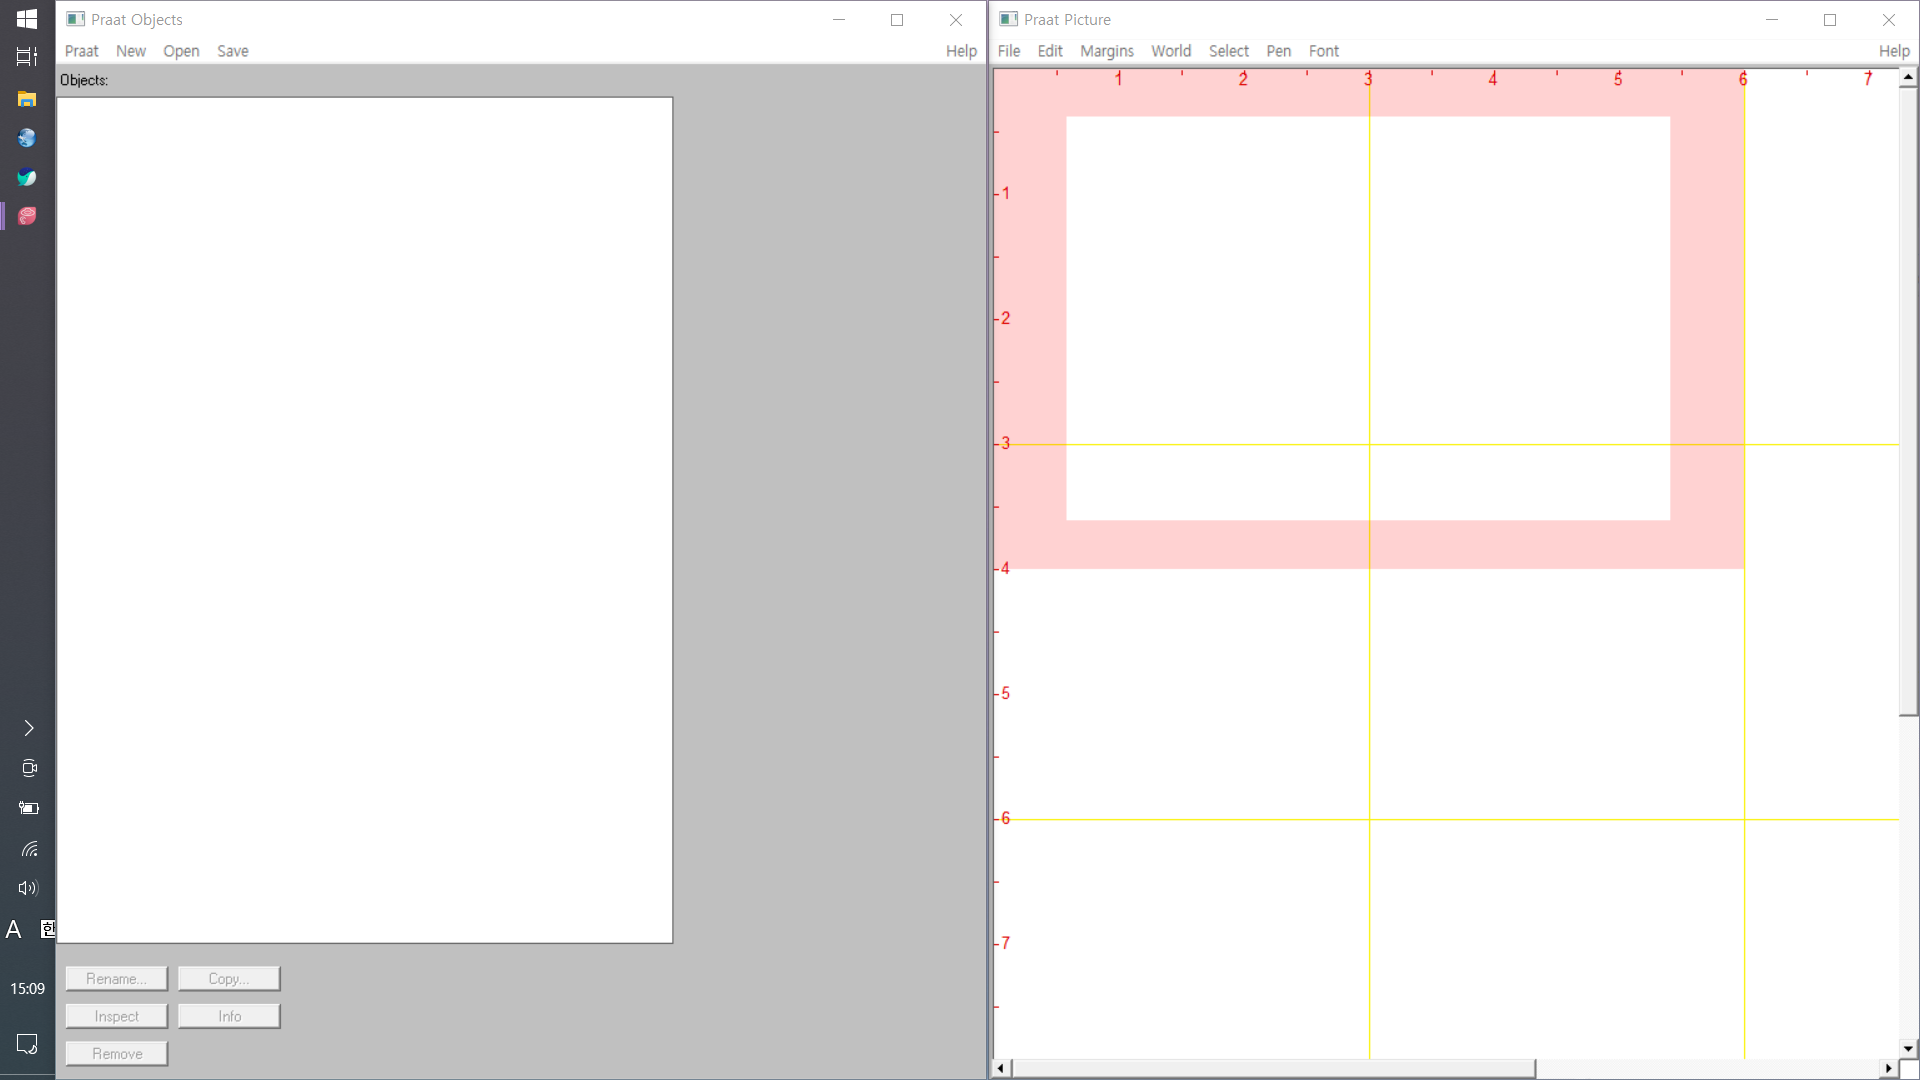 Praat Objects
Praat New Open Save Help
Objects:
Rename... Copy...
Inspect Info
Remove
Praat Picture
File Edit Margins World Select Pen Font Help
1 2 3 4 5 6 7
1
2
3
4
5
6
7
A 한
15:09